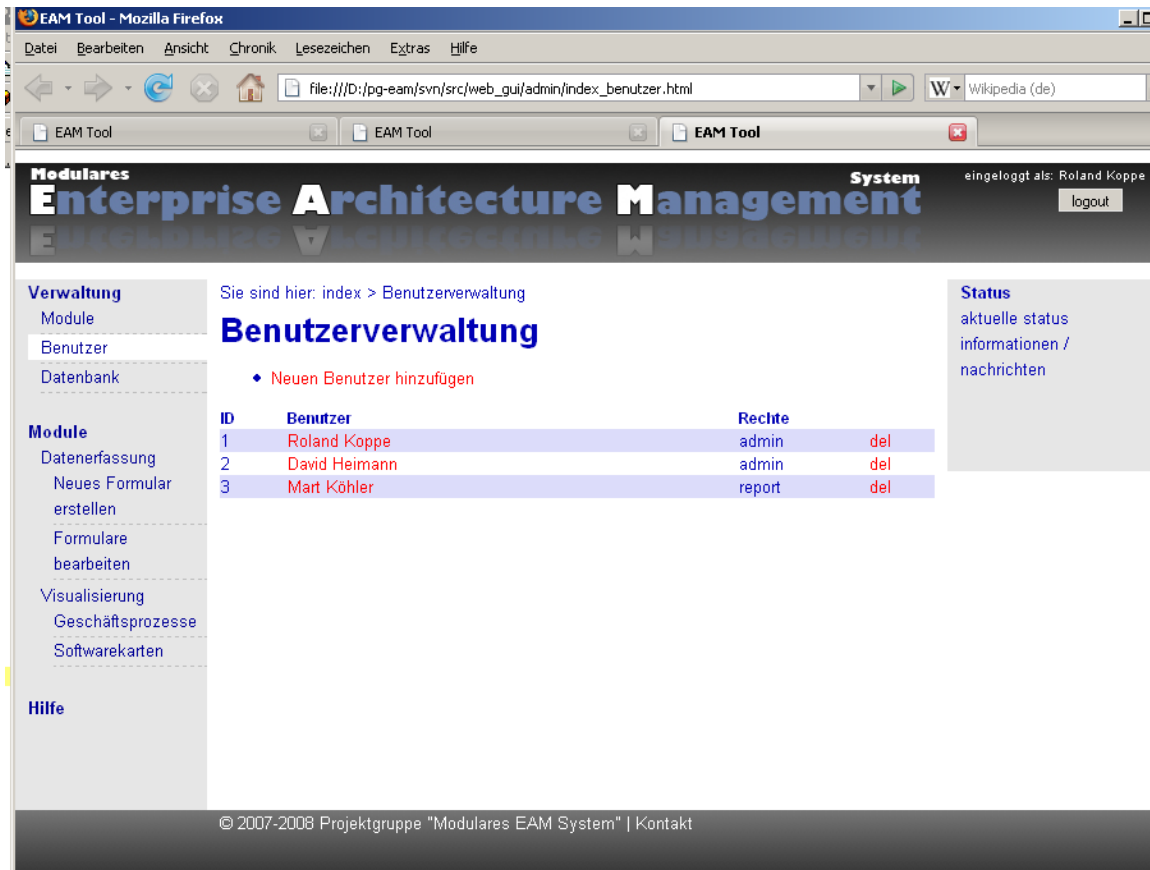 EAM Tool - Mozilla Firefox
Datei Bearbeiten Ansicht Chronik Lesezeichen Extras Hilfe
file:///D:/pg-eam/svn/src/web_gui/admin/index_benutzer.html
W Wikipedia (de)
EAM Tool EAM Tool EAM Tool
Modulares
Enterprise Architecture Management
System
eingeloggt als: Roland Koppe
logout
Verwaltung
Module
Benutzer
Datenbank
Module
Datenerfassung
Neues Formular
erstellen
Formulare
bearbeiten
Visualisierung
Geschäftsprozesse
Softwarekarten
Hilfe
Sie sind hier: index > Benutzerverwaltung
Benutzerverwaltung
Neuen Benutzer hinzufügen
ID Benutzer Rechte
1 Roland Koppe admin del
2 David Heimann admin del
3 Mart Köhler report del
Status
aktuelle status
informationen /
nachrichten
© 2007-2008 Projektgruppe "Modulares EAM System" | Kontakt